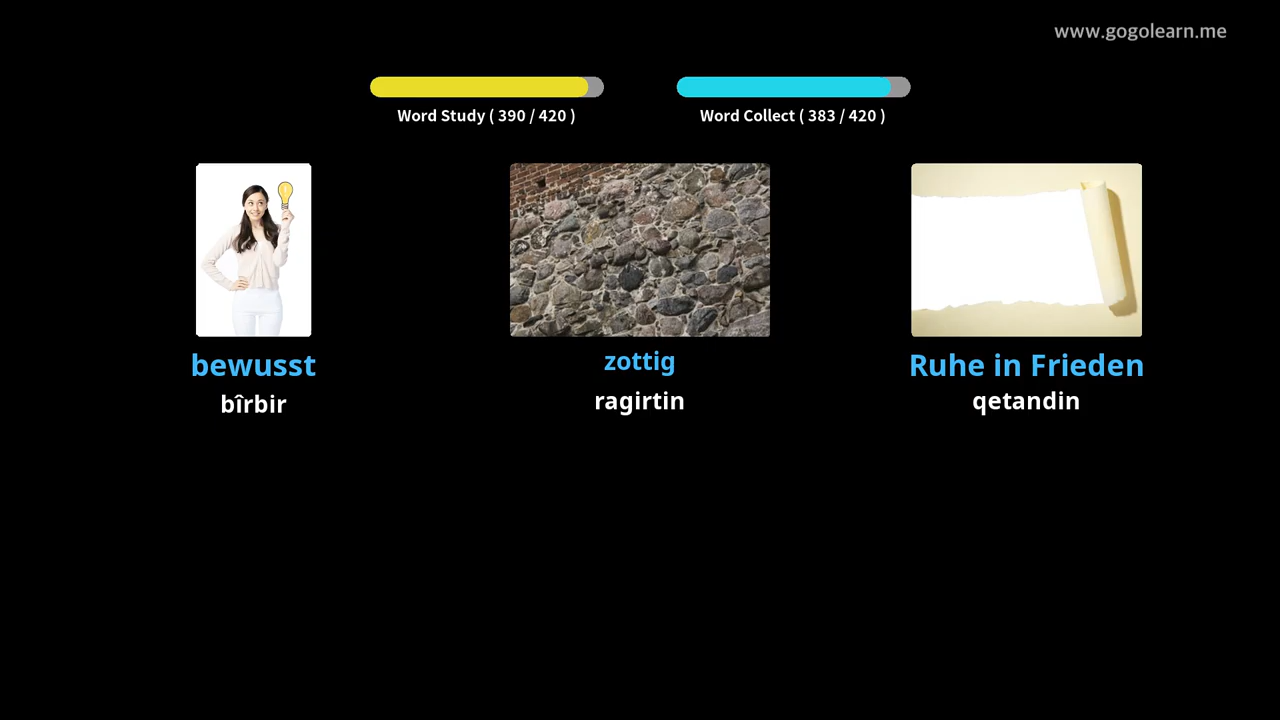 www.gogolearn.me
Word Study ( 390 / 420 )
Word Collect ( 383 / 420 )
bewusst
bîrbir
zottig
ragirtin
Ruhe in Frieden
qetandin